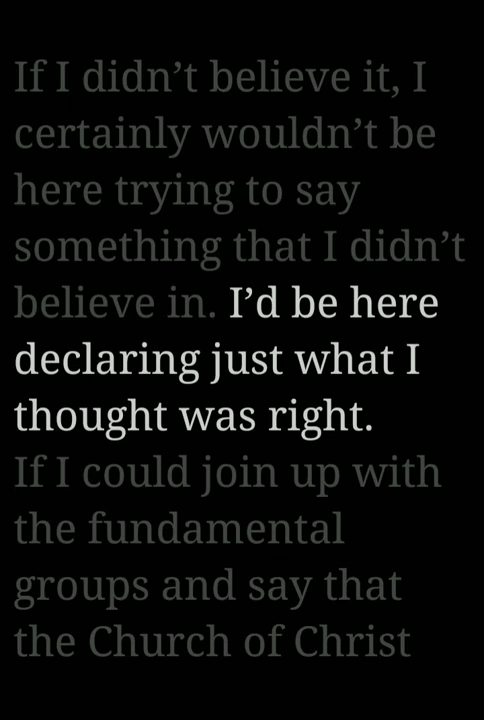 If I didn’t believe it, I
certainly wouldn’t be
here trying to say
something that I didn’t
believe in. I’d be here
declaring just what I
thought was right.
If I could join up with
the fundamental
groups and say that
the Church of Christ